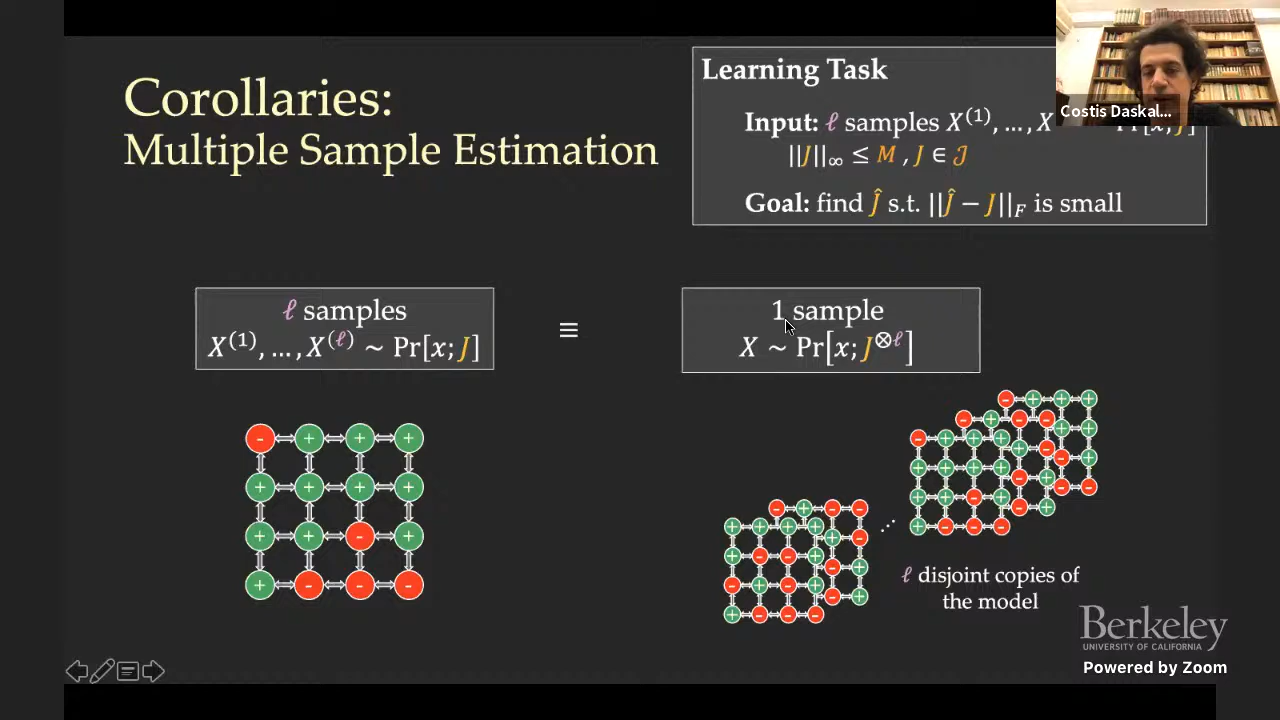 Corollaries:
Multiple Sample Estimation
Learning Task
Input: ℓ samples X^(1), …, X
||J||_∞ ≤ M , J ∈ 𝒥
Goal: find Ĵ s.t. ||Ĵ − J||_F is small
Costis Daskal...
ℓ samples
X^(1), …, X^(ℓ) ~ Pr[x; J]
≡
1 sample
X ~ Pr[x; J^⊗ℓ]
ℓ disjoint copies of
the model
Berkeley
UNIVERSITY OF CALIFORNIA
Powered by Zoom